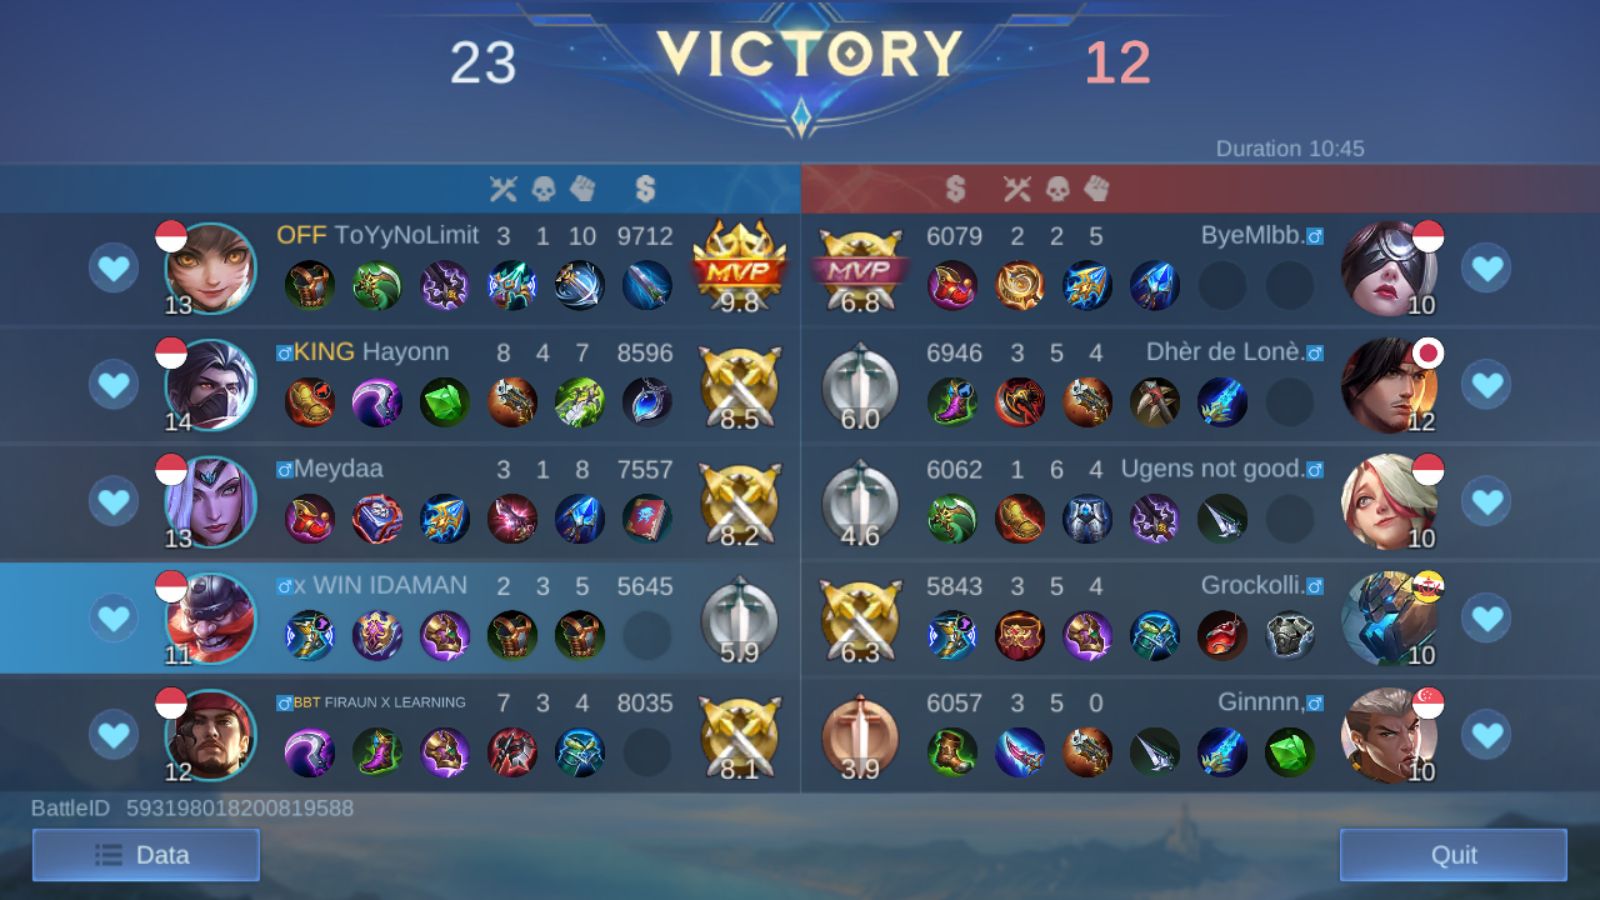 23 VICTORY 12
Duration 10:45
OFF ToYyNoLimit 3 1 10 9712
13
MVP
9.8
MVP
6.8
6079 2 2 5 ByeMlbb.♂
10
♂KING Hayonn 8 4 7 8596
14
8.5
6.0
6946 3 5 4 Dhèr de Lonè.♂
12
♂Meydaa 3 1 8 7557
13
8.2
4.6
6062 1 6 4 Ugens not good.♂
10
♂x WIN IDAMAN 2 3 5 5645
11
5.9
6.3
5843 3 5 4 Grockolli.♂
10
♂BBT FIRAUN X LEARNING 7 3 4 8035
12
8.1
3.9
6057 3 5 0 Ginnnn,♂
10
BattleID 593198018200819588
Data
Quit